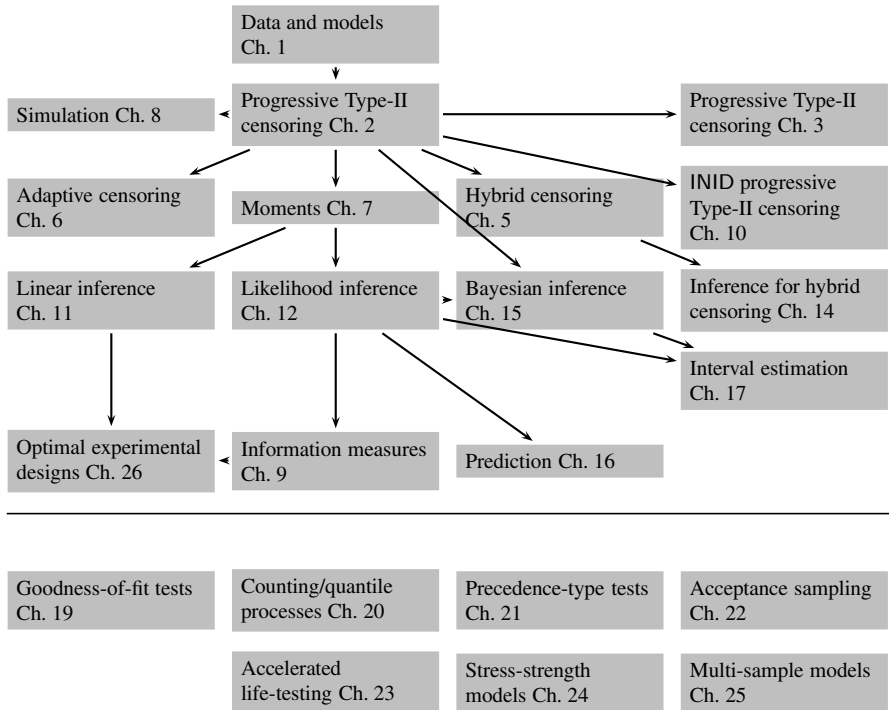 Data and models
Ch. 1
Simulation Ch. 8
Progressive Type-II
censoring Ch. 2
Progressive Type-II
censoring Ch. 3
Adaptive censoring
Ch. 6
Moments Ch. 7
Hybrid censoring
Ch. 5
INID progressive
Type-II censoring
Ch. 10
Linear inference
Ch. 11
Likelihood inference
Ch. 12
Bayesian inference
Ch. 15
Inference for hybrid
censoring Ch. 14
Interval estimation
Ch. 17
Optimal experimental
designs Ch. 26
Information measures
Ch. 9
Prediction Ch. 16
Goodness-of-fit tests
Ch. 19
Counting/quantile
processes Ch. 20
Precedence-type tests
Ch. 21
Acceptance sampling
Ch. 22
Accelerated
life-testing Ch. 23
Stress-strength
models Ch. 24
Multi-sample models
Ch. 25